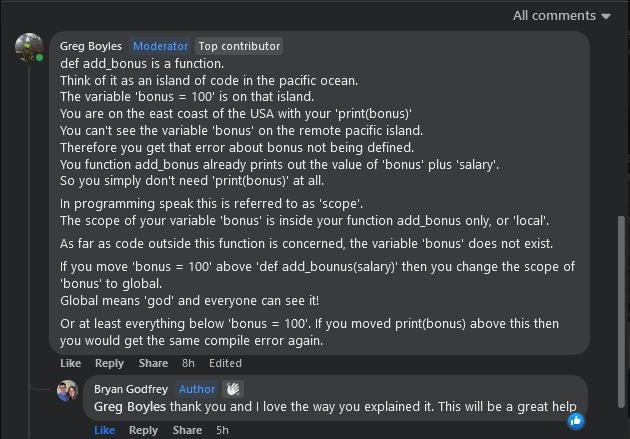 All comments
Greg Boyles Moderator Top contributor
def add_bonus is a function.
Think of it as an island of code in the pacific ocean.
The variable 'bonus = 100' is on that island.
You are on the east coast of the USA with your 'print(bonus)'
You can't see the variable 'bonus' on the remote pacific island.
Therefore you get that error about bonus not being defined.
You function add_bonus already prints out the value of 'bonus' plus 'salary'.
So you simply don't need 'print(bonus)' at all.
In programming speak this is referred to as 'scope'.
The scope of your variable 'bonus' is inside your function add_bonus only, or 'local'.
As far as code outside this function is concerned, the variable 'bonus' does not exist.
If you move 'bonus = 100' above 'def add_bounus(salary)' then you change the scope of
'bonus' to global.
Global means 'god' and everyone can see it!
Or at least everything below 'bonus = 100'. If you moved print(bonus) above this then
you would get the same compile error again.
Like Reply Share 8h Edited
Bryan Godfrey Author
Greg Boyles thank you and I love the way you explained it. This will be a great help
Like Reply Share 5h